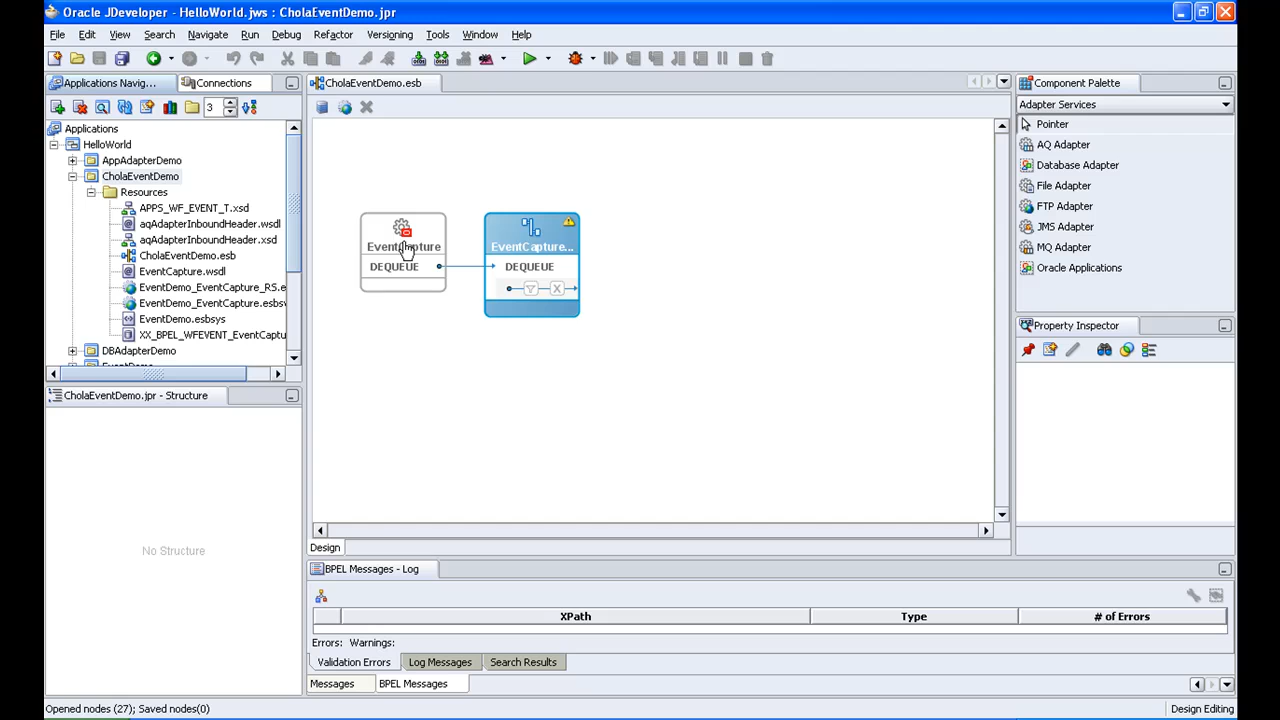 Oracle JDeveloper - HelloWorld.jws : CholaEventDemo.jpr
File Edit View Search Navigate Run Debug Refactor Versioning Tools Window Help
Applications Navig... Connections
3
Applications
HelloWorld
AppAdapterDemo
CholaEventDemo
Resources
APPS_WF_EVENT_T.xsd
aqAdapterInboundHeader.wsdl
aqAdapterInboundHeader.xsd
CholaEventDemo.esb
EventCapture.wsdl
EventDemo_EventCapture_RS.e
EventDemo_EventCapture.esbsv
EventDemo.esbsys
XX_BPEL_WFEVENT_EventCaptu
DBAdapterDemo
CholaEventDemo.jpr - Structure
No Structure
CholaEventDemo.esb
EventCapture
DEQUEUE
EventCapture...
DEQUEUE
Design
Component Palette
Adapter Services
Pointer
AQ Adapter
Database Adapter
File Adapter
FTP Adapter
JMS Adapter
MQ Adapter
Oracle Applications
Property Inspector
BPEL Messages - Log
XPath Type # of Errors
Errors: Warnings:
Validation Errors Log Messages Search Results
Messages BPEL Messages
Opened nodes (27); Saved nodes(0) Design Editing